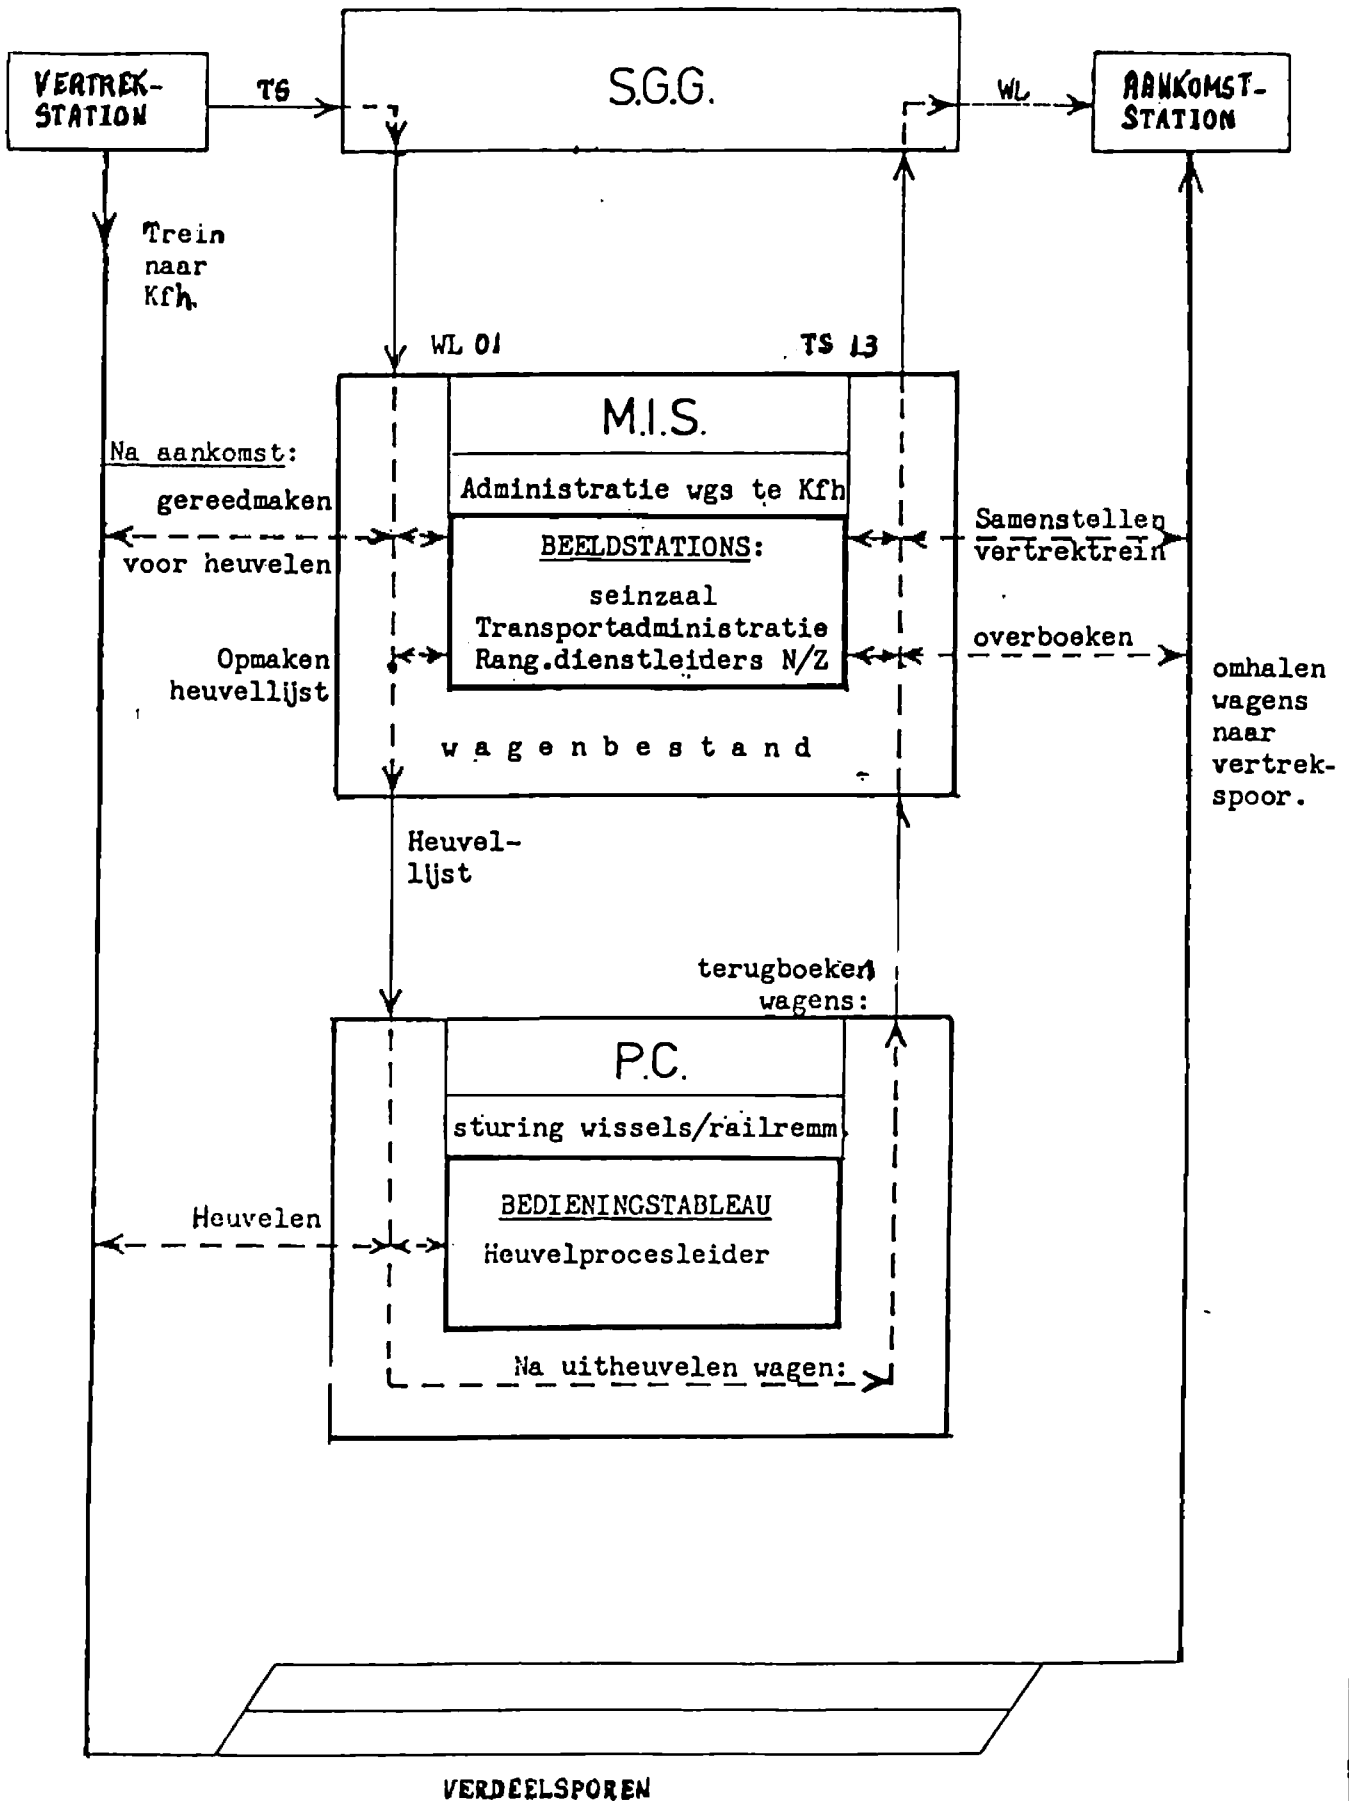 VERTREK-
STATION
TS
S.G.G.
WL
AANKOMST-
STATION
Trein
naar
Kfh.
WL 01
TS 13
M.I.S.
Administratie wgs te Kfh
Na aankomst:
gereedmaken
voor heuvelen
BEELDSTATIONS:
seinzaal
Transportadministratie
Rang.dienstleiders N/Z
Samenstellen
vertrektrein
Opmaken
heuvellijst
overboeken
omhalen
wagens
naar
vertrek-
spoor.
wagenbestand
Heuvel-
lijst
terugboeken
wagens:
P.C.
sturing wissels/railremm.
BEDIENINGSTABLEAU
Heuvelprocesleider
Heuvelen
Na uitheuvelen wagen:
VERDEELSPOREN